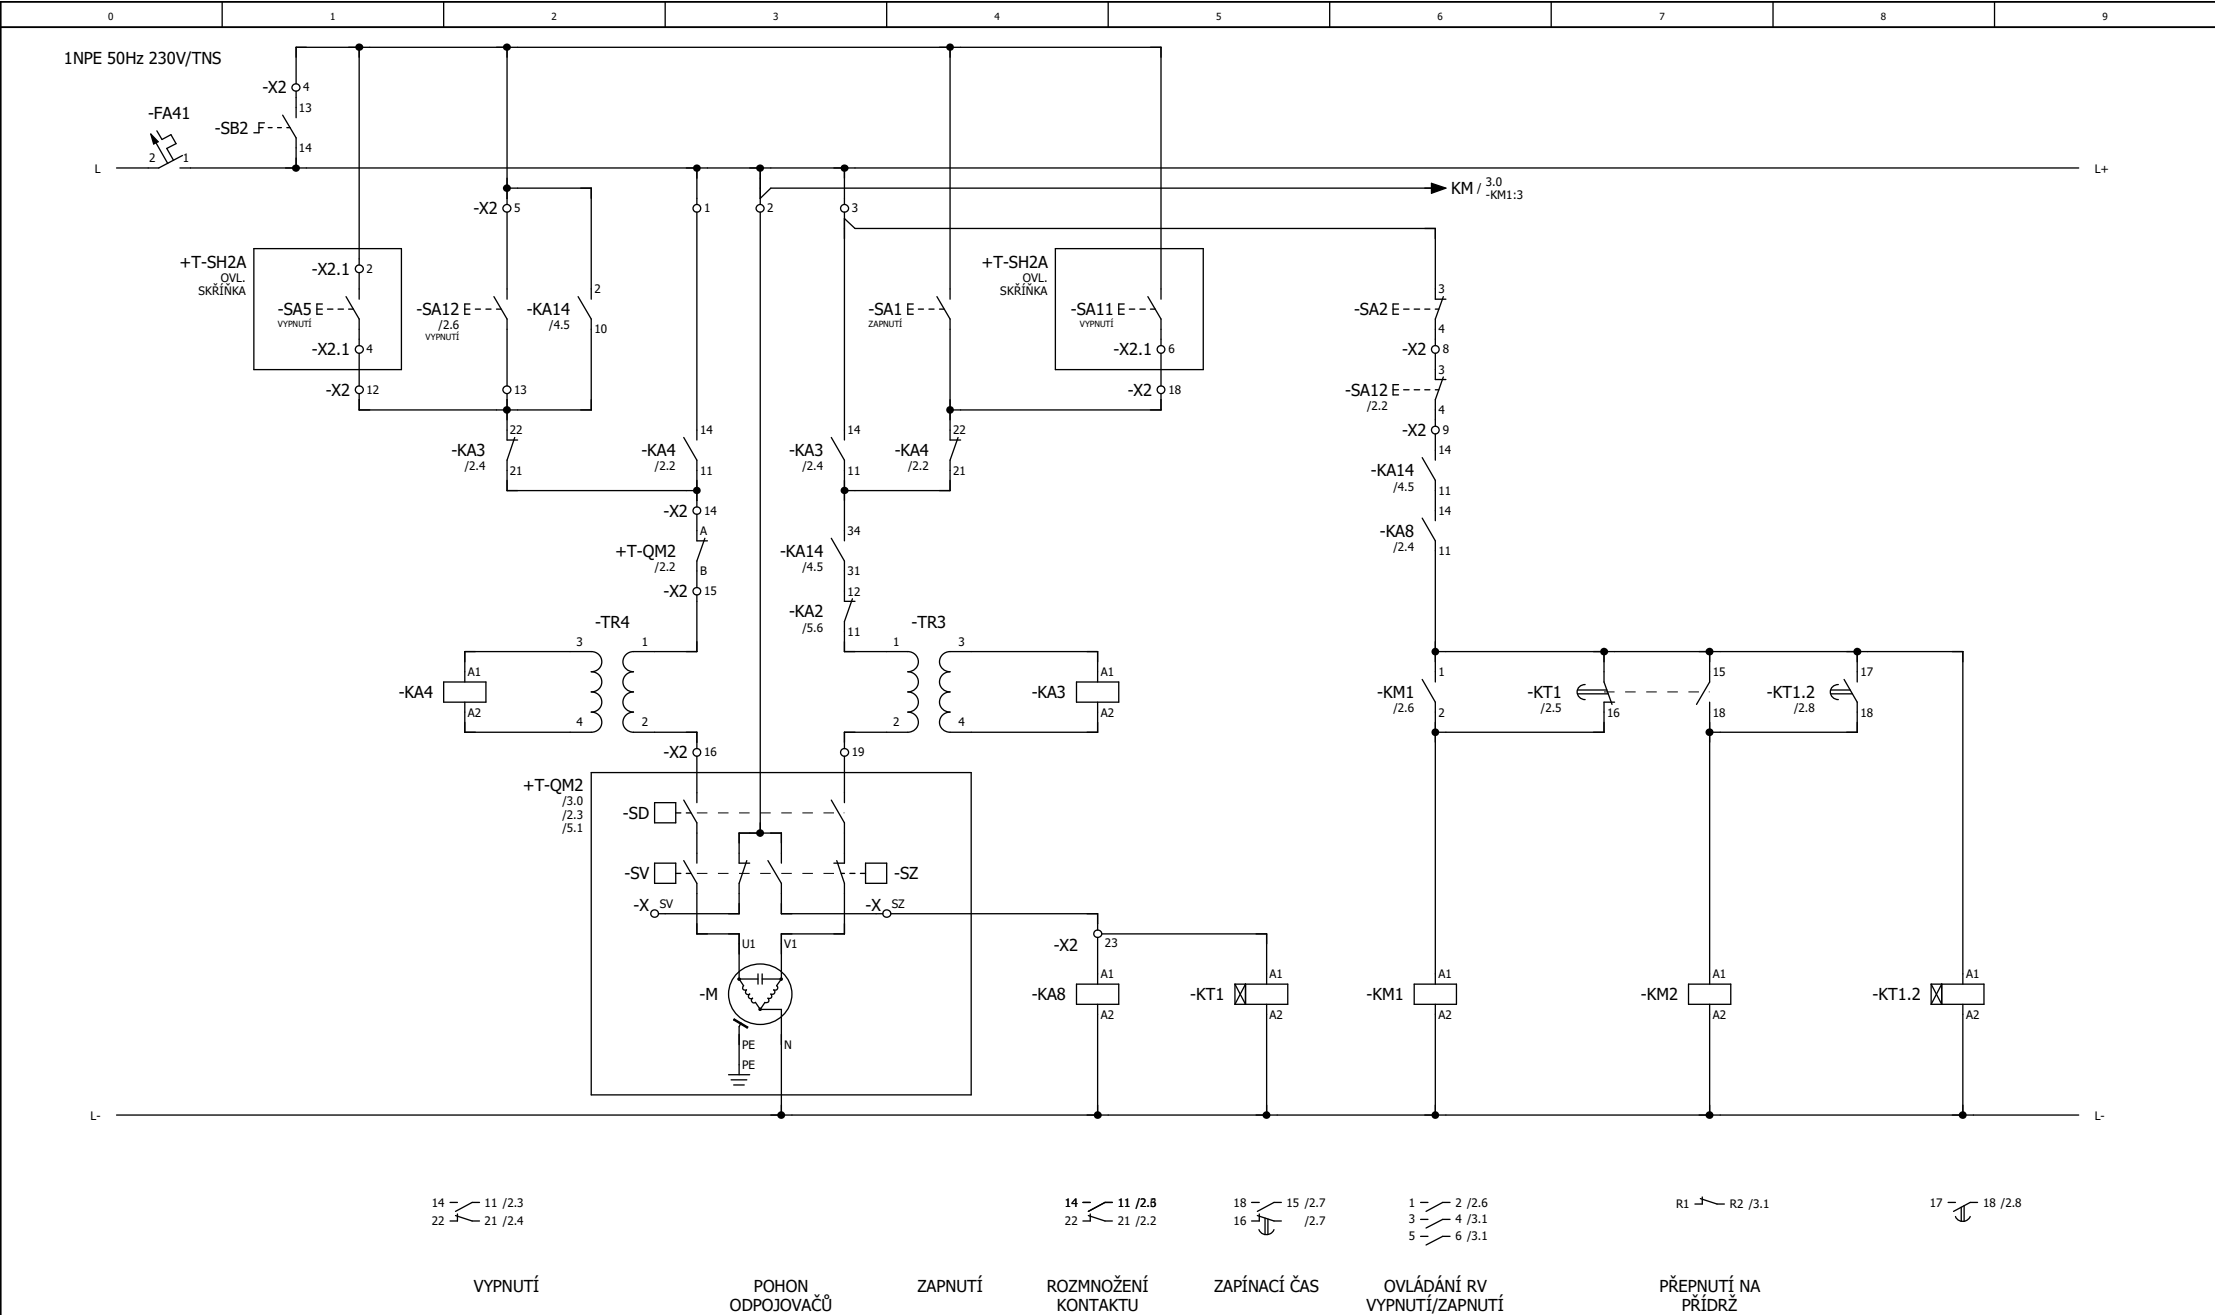 0 1 2 3 4 5 6 7 8 9
1NPE 50Hz 230V/TNS
-X2 4
13
-FA41
-SB2
14
2 1
L L+
KM / 3.0
-KM1:3
-X2 5 1 2 3
+T-SH2A
OVL.
SKŘÍŇKA
-X2.1 2
-SA5 E
VYPNUTÍ
-X2.1 4
-X2 12
-SA12 E
/2.6
VYPNUTÍ
13
2
-KA14
/4.5
10
-SA1 E
ZAPNUTÍ
+T-SH2A
OVL.
SKŘÍŇKA
-SA11 E
VYPNUTÍ
-X2.1 6
-X2 18
3
-SA2 E
4
-X2 8
3
-SA12 E
/2.2
4
-X2 9
14
-KA14
/4.5
11
14
-KA8
/2.4
11
22
-KA3
/2.4
21
14
-KA4
/2.2
11
14
-KA3
/2.4
11
22
-KA4
/2.2
21
-X2 14
A
+T-QM2
/2.2
B
-X2 15
34
-KA14
/4.5
31
12
-KA2
/5.6
11
-TR4
3 1
4 2
A1
-KA4
A2
-TR3
1 3
2 4
A1
-KA3
A2
-X2 16 19
1
-KM1
/2.6
2
-KT1
/2.5
16
15
18
17
-KT1.2
/2.8
18
+T-QM2
/3.0
/2.3
/5.1
-SD
-SV -SZ
-X SV -X SZ
U1 V1
-M
PE N
PE
-X2 23
A1
-KA8
A2
A1
-KT1
A2
A1
-KM1
A2
A1
-KM2
A2
A1
-KT1.2
A2
L- L-
14 11 /2.3
22 21 /2.4
14
22 21 /2.2
18 15 /2.7
16 /2.7
1 2 /2.6
3 4 /3.1
5 6 /3.1
R1 R2 /3.1
17 18 /2.8
VYPNUTÍ
POHON
ODPOJOVAČŮ
ZAPNUTÍ
ROZMNOŽENÍ
KONTAKTU
ZAPÍNACÍ ČAS
OVLÁDÁNÍ RV
VYPNUTÍ/ZAPNUTÍ
PŘEPNUTÍ NA
PŘÍDRŽ